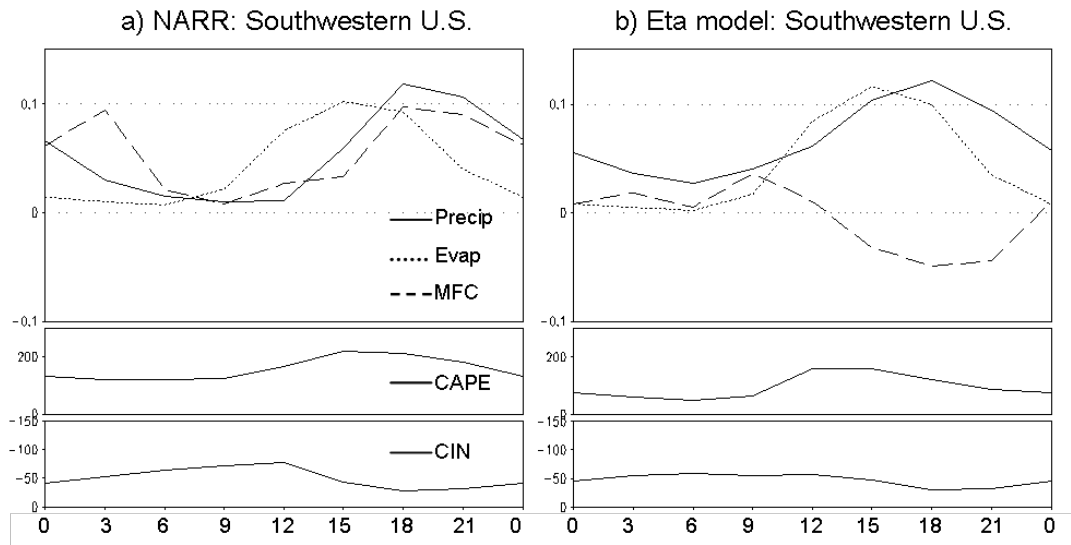 a) NARR: Southwestern U.S.
b) Eta model: Southwestern U.S.
0.1
0
-0.1
Precip
Evap
MFC
0.1
0
-0.1
200
0
CAPE
200
0
-150
-100
-50
0
CIN
-150
-100
-50
0
0 3 6 9 12 15 18 21 0
0 3 6 9 12 15 18 21 0